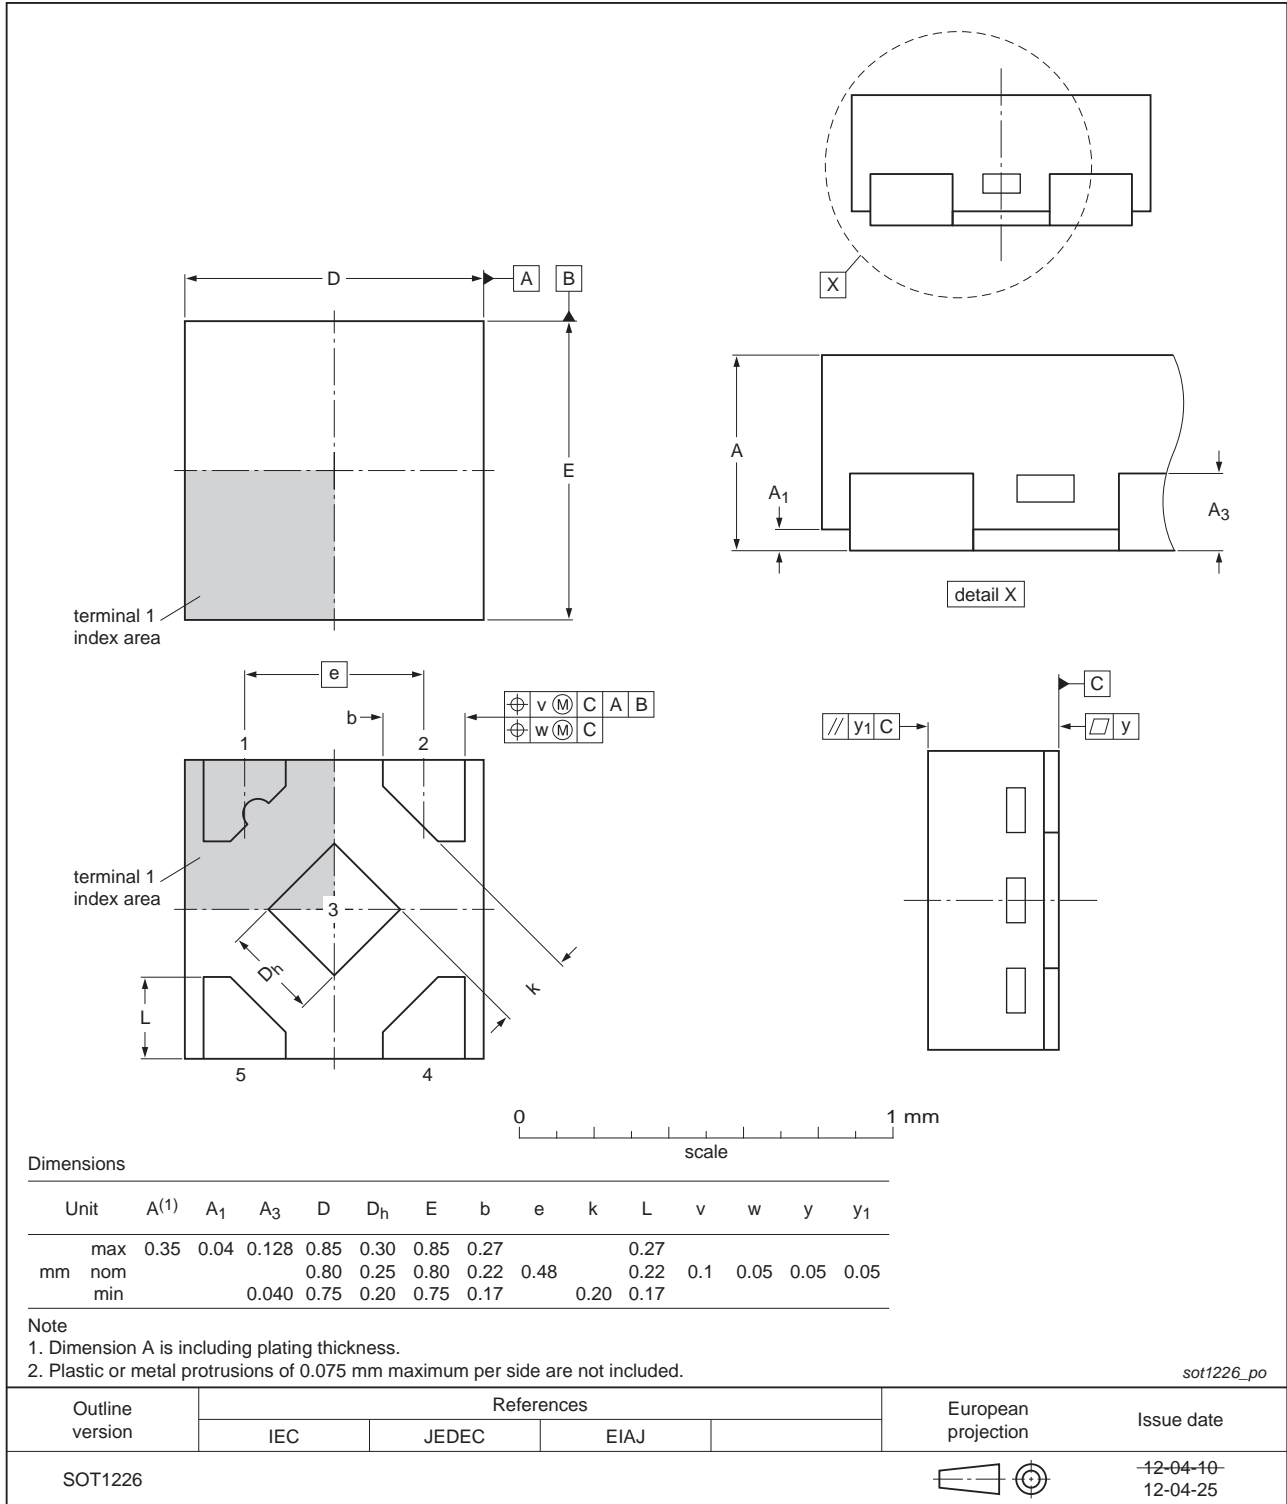 X
D
A
B
E
terminal 1
index area
A
A1
A3
detail X
e
b
v M C A B
w M C
1
2
terminal 1
index area
3
Dh
k
L
5
4
C
// y1 C
y
0
1 mm
scale
Dimensions
Unit A(1) A1 A3 D Dh E b e k L v w y y1
max 0.35 0.04 0.128 0.85 0.30 0.85 0.27 0.27
mm nom 0.80 0.25 0.80 0.22 0.48 0.22 0.1 0.05 0.05 0.05
min 0.040 0.75 0.20 0.75 0.17 0.20 0.17
Note
1. Dimension A is including plating thickness.
2. Plastic or metal protrusions of 0.075 mm maximum per side are not included.
sot1226_po
Outline
version
References
IEC
JEDEC
EIAJ
European
projection
Issue date
SOT1226
12-04-10
12-04-25